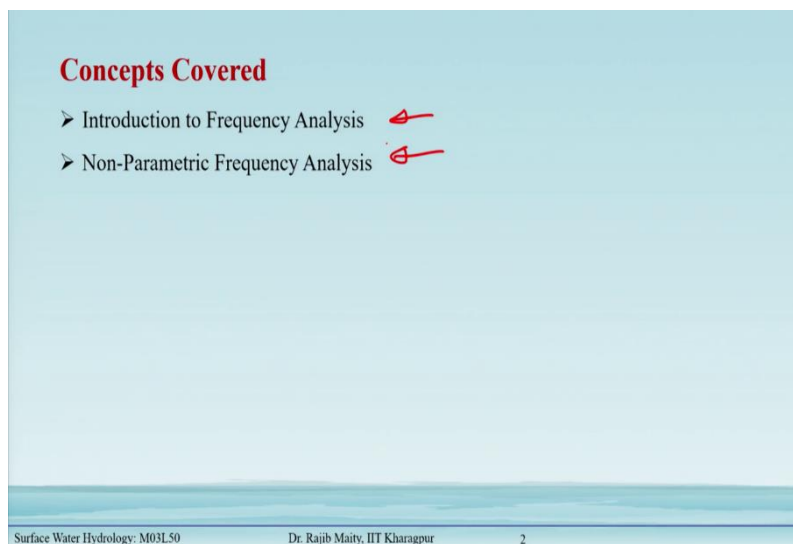 Concepts Covered
➢ Introduction to Frequency Analysis
➢ Non-Parametric Frequency Analysis
Surface Water Hydrology: M03L50 Dr. Rajib Maity, IIT Kharagpur 2